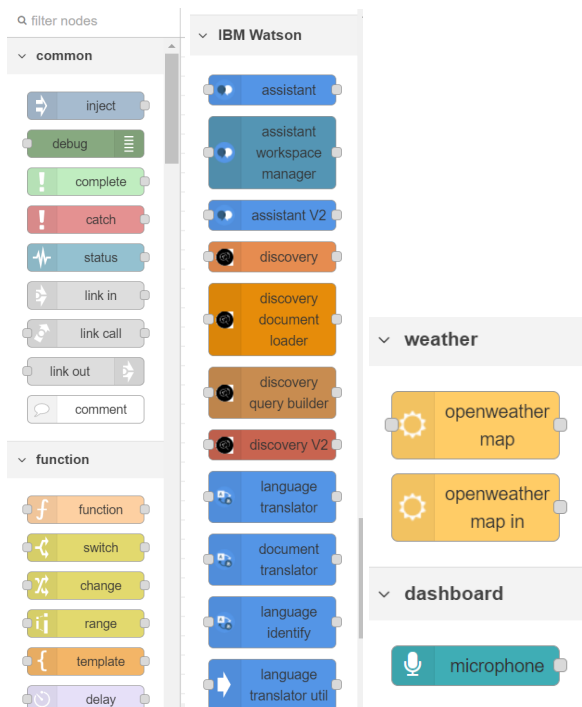 filter nodes
common
inject
debug
complete
catch
status
link in
link call
link out
comment
function
function
switch
change
range
template
delay
IBM Watson
assistant
assistant
workspace
manager
assistant V2
discovery
discovery
document
loader
discovery
query builder
discovery V2
language
translator
document
translator
language
identify
language
translator util
weather
openweather
map
openweather
map in
dashboard
microphone